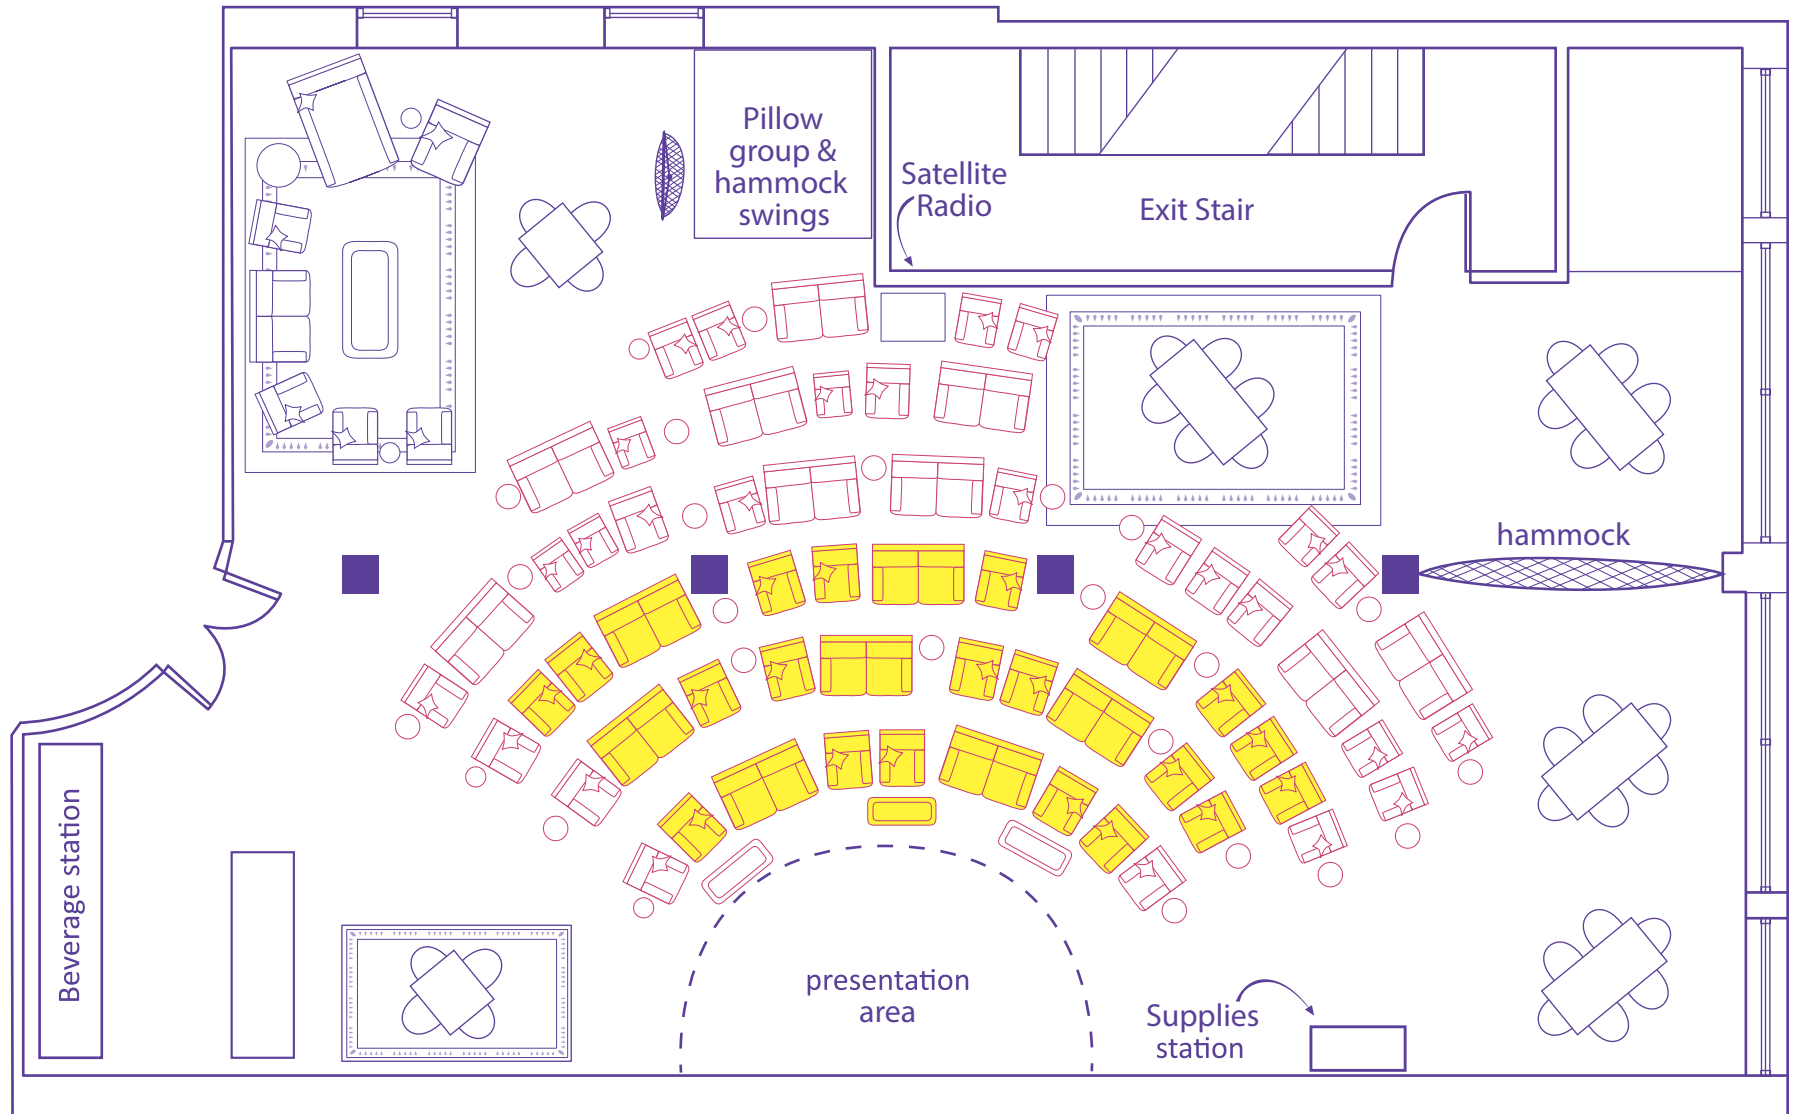 Pillow
group &
hammock
swings
Satellite
Radio
Exit Stair
hammock
Beverage station
presentation
area
Supplies
station